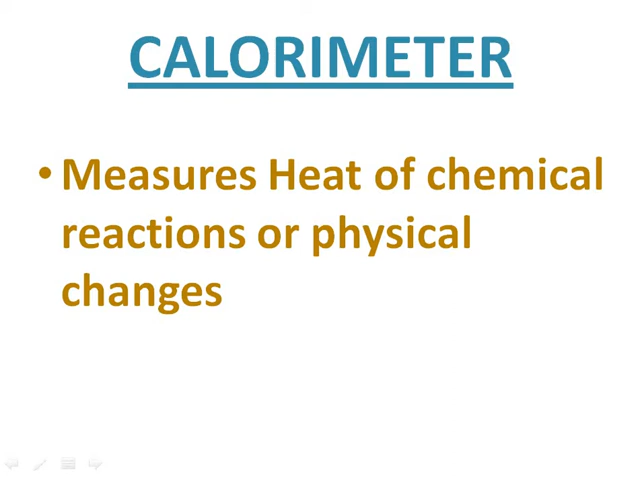 CALORIMETER
• Measures Heat of chemical
reactions or physical
changes